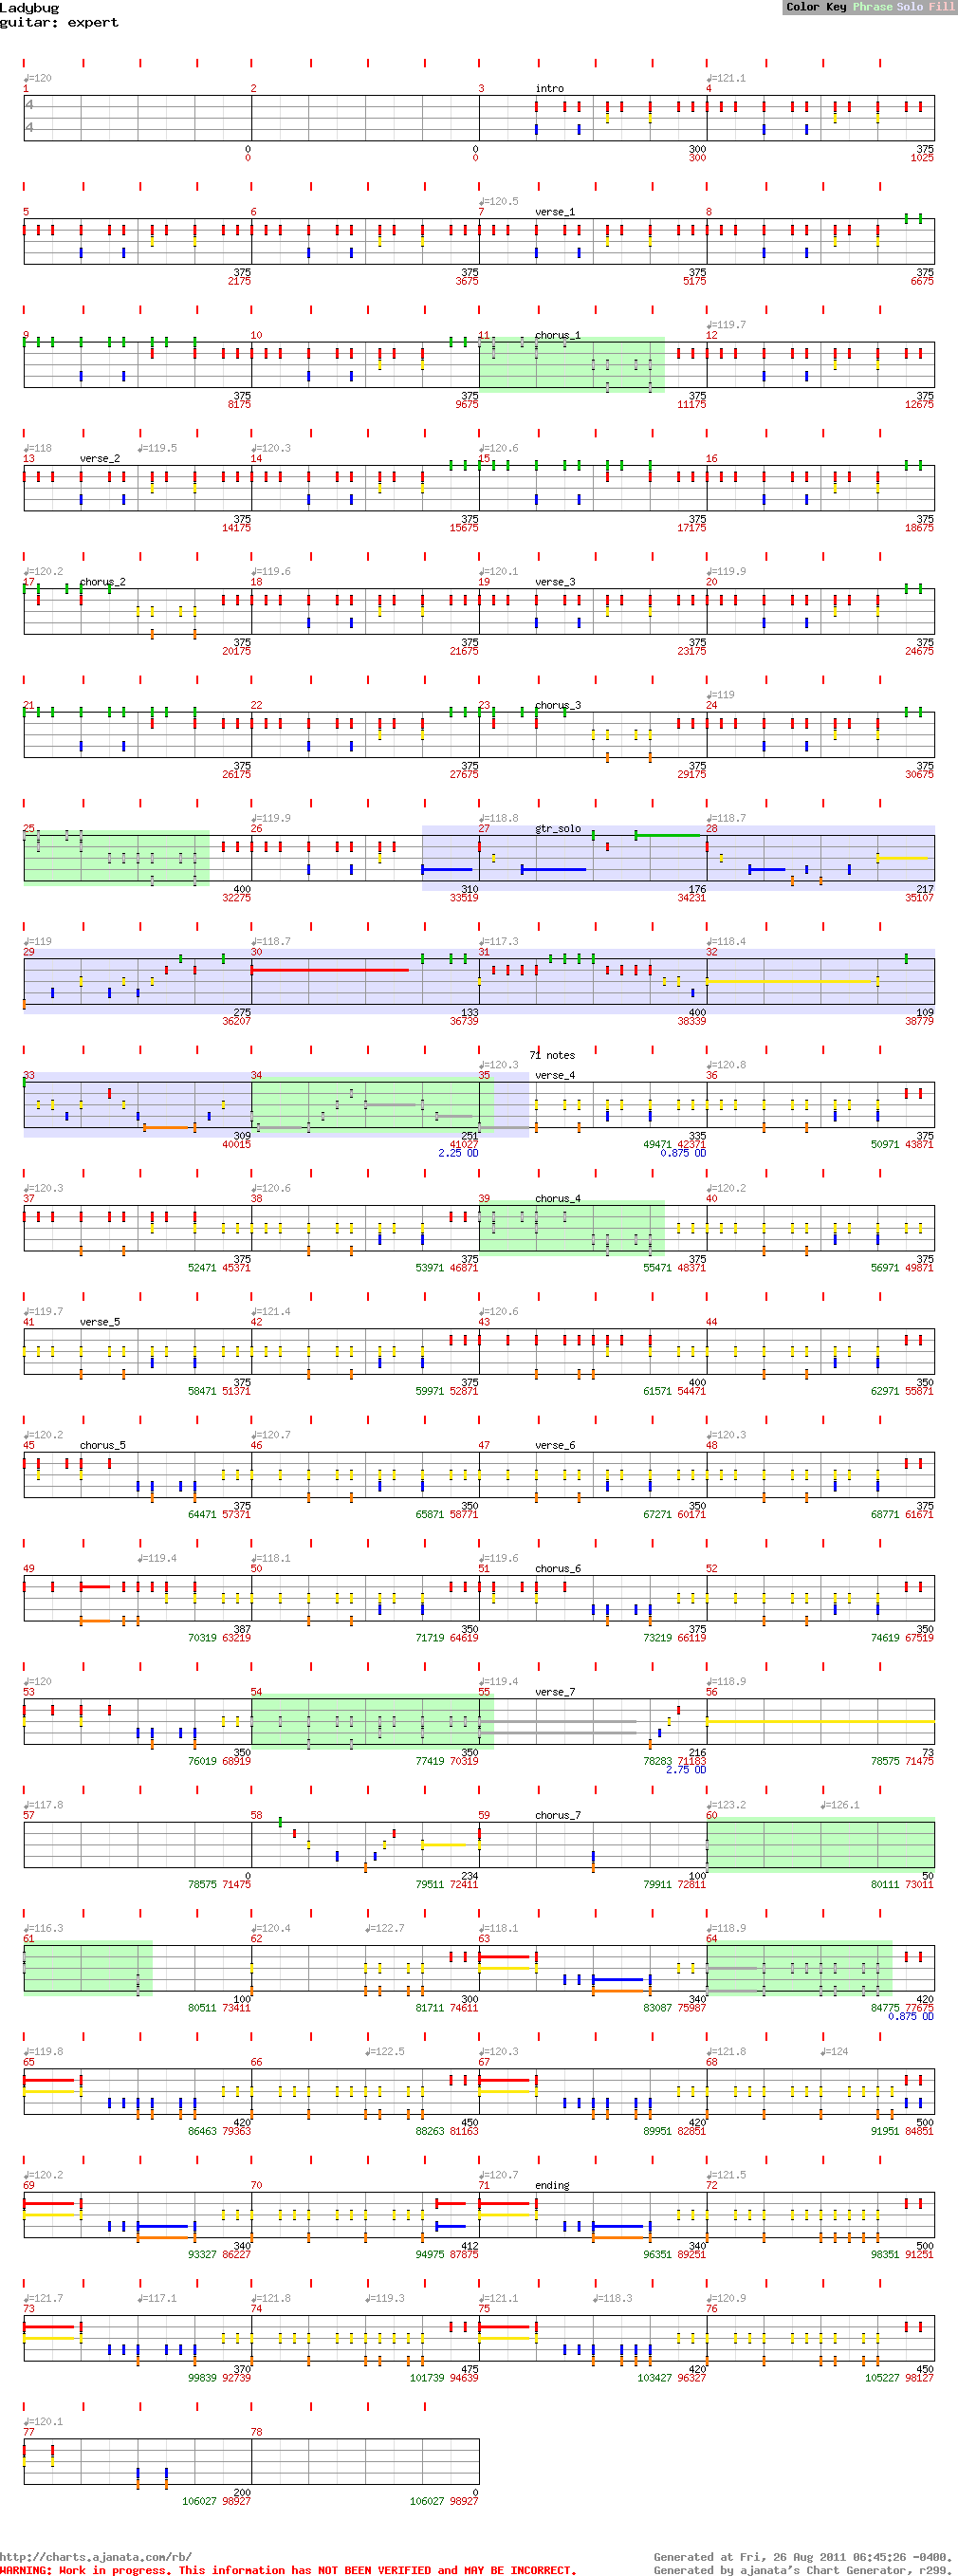 Ladybug
Color Key Phrase Solo Fill
guitar: expert
♩=120 ♩=121.1
1 2 3 intro 4
4
4
0 0 300 375
0 0 300 1025
♩=120.5
5 6 7 verse_1 8
375 375 375 375
2175 3675 5175 6675
♩=119.7
9 10 11 chorus_1 12
375 375 375 375
8175 9675 11175 12675
♩=118 ♩=119.5 ♩=120.3 ♩=120.6
13 verse_2 14 15 16
375 375 375 375
14175 15675 17175 18675
♩=120.2 ♩=119.6 ♩=120.1 ♩=119.9
17 chorus_2 18 19 verse_3 20
375 375 375 375
20175 21675 23175 24675
♩=119
21 22 23 chorus_3 24
375 375 375 375
26175 27675 29175 30675
♩=119.9 ♩=118.8 ♩=118.7
25 26 27 gtr_solo 28
400 310 176 217
32275 33519 34231 35107
♩=119 ♩=118.7 ♩=117.3 ♩=118.4
29 30 31 32
275 133 400 109
36207 36739 38339 38779
71 notes
♩=120.3 ♩=120.8
33 34 35 verse_4 36
309 251 335 375
40015 41027 49471 42371 50971 43871
2.25 OD 0.875 OD
♩=120.3 ♩=120.6 ♩=120.2
37 38 39 chorus_4 40
375 375 375 375
52471 45371 53971 46871 55471 48371 56971 49871
♩=119.7 ♩=121.4 ♩=120.6
41 verse_5 42 43 44
375 375 400 350
58471 51371 59971 52871 61571 54471 62971 55871
♩=120.2 ♩=120.7 ♩=120.3
45 chorus_5 46 47 verse_6 48
375 350 350 375
64471 57371 65871 58771 67271 60171 68771 61671
♩=119.4 ♩=118.1 ♩=119.6
49 50 51 chorus_6 52
387 350 375 350
70319 63219 71719 64619 73219 66119 74619 67519
♩=120 ♩=119.4 ♩=118.9
53 54 55 verse_7 56
350 350 216 73
76019 68919 77419 70319 78283 71183 78575 71475
2.75 OD
♩=117.8 ♩=123.2 ♩=126.1
57 58 59 chorus_7 60
0 234 100 50
78575 71475 79511 72411 79911 72811 80111 73011
♩=116.3 ♩=120.4 ♩=122.7 ♩=118.1 ♩=118.9
61 62 63 64
100 300 340 420
80511 73411 81711 74611 83087 75987 84775 77675
0.875 OD
♩=119.8 ♩=122.5 ♩=120.3 ♩=121.8 ♩=124
65 66 67 68
420 450 420 500
86463 79363 88263 81163 89951 82851 91951 84851
♩=120.2 ♩=120.7 ♩=121.5
69 70 71 ending 72
340 412 340 500
93327 86227 94975 87875 96351 89251 98351 91251
♩=121.7 ♩=117.1 ♩=121.8 ♩=119.3 ♩=121.1 ♩=118.3 ♩=120.9
73 74 75 76
370 475 420 450
99839 92739 101739 94639 103427 96327 105227 98127
♩=120.1
77 78
200 0
106027 98927 106027 98927
http://charts.ajanata.com/rb/ Generated at Fri, 26 Aug 2011 06:45:26 -0400.
WARNING: Work in progress. This information has NOT BEEN VERIFIED and MAY BE INCORRECT. Generated by ajanata's Chart Generator, r299.